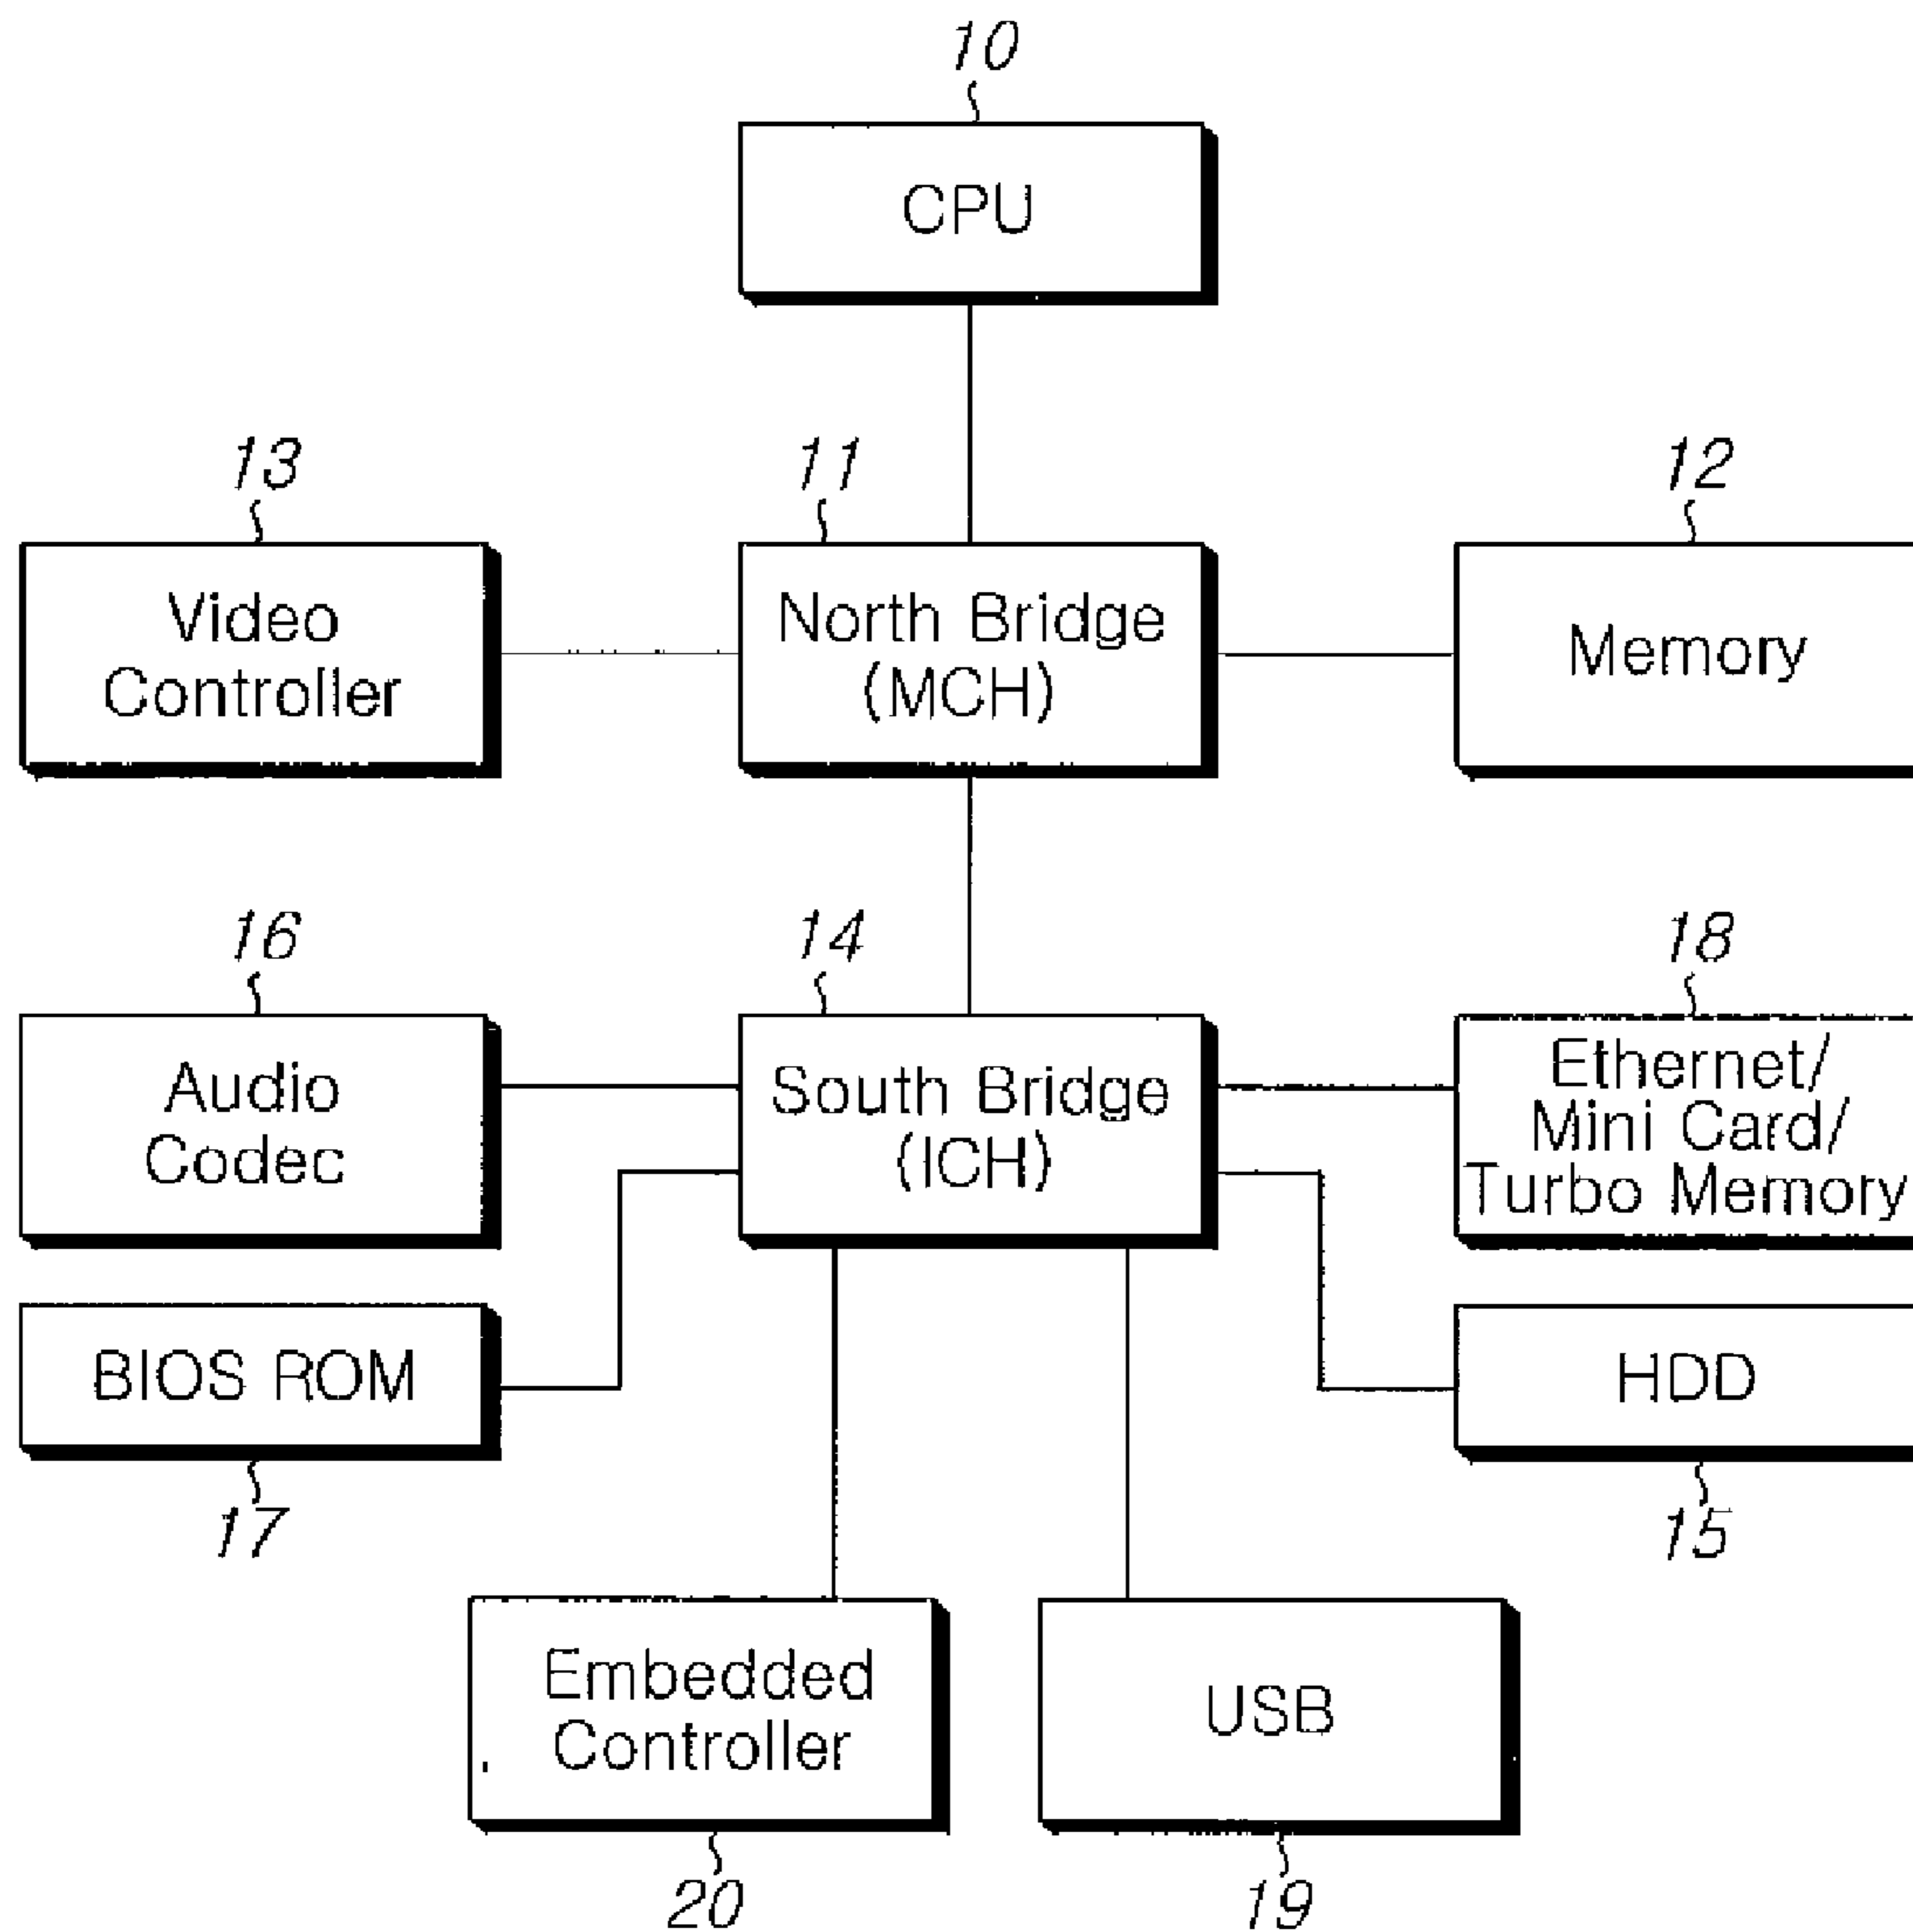 10
CPU
13
11
12
Video
Controller
North Bridge
(MCH)
Memory
16
14
18
Audio
Codec
South Bridge
(ICH)
Ethernet/
Mini Card/
Turbo Memory
BIOS ROM
HDD
17
15
Embedded
Controller
USB
20
19